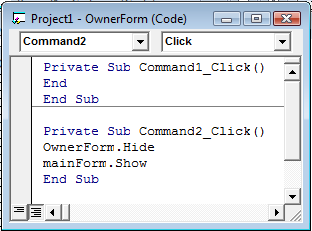 Project1 - OwnerForm (Code)
Command2 Click
Private Sub Command1_Click()
End
End Sub
Private Sub Command2_Click()
OwnerForm.Hide
mainForm.Show
End Sub